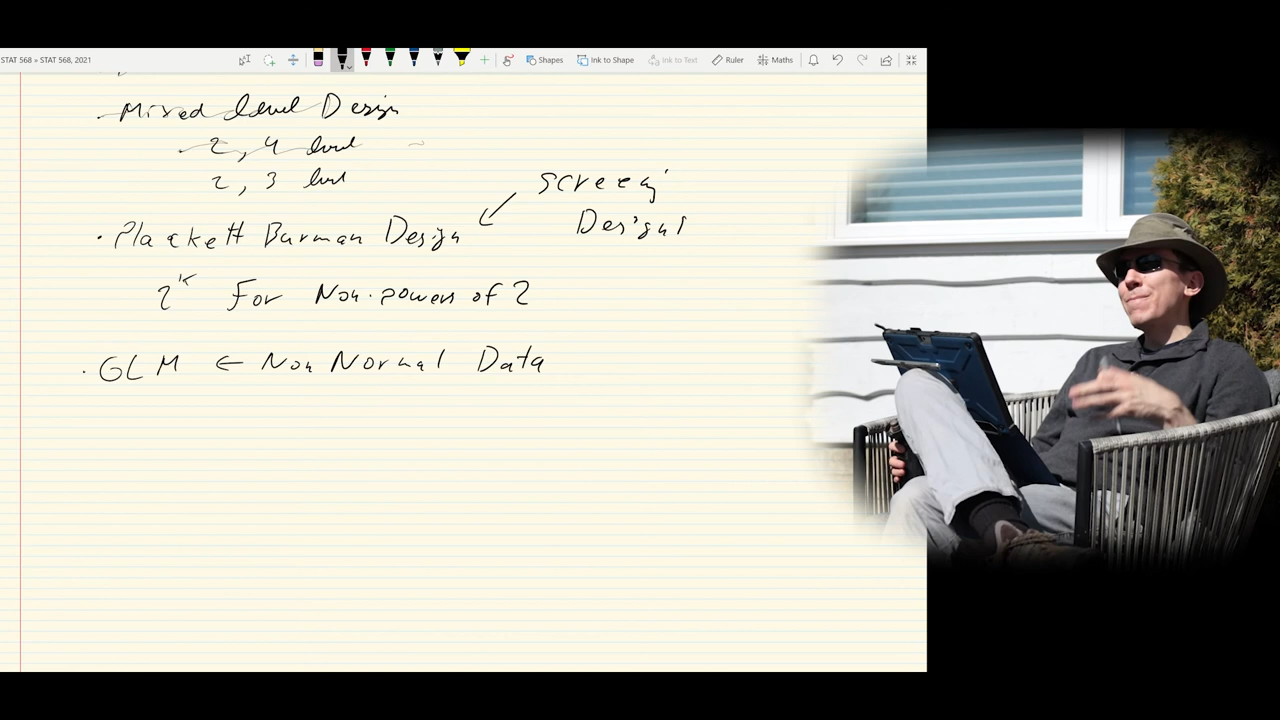 STAT 568 » STAT 568, 2021
Shapes
Ink to Shape
Ink to Text
Ruler
Maths
Mixed level Design
2, 4 level
2, 3 level
Screeng
Designs
· Plackett Burman Design
2^k For Non-powers of 2
· GLM ← Non Normal Data